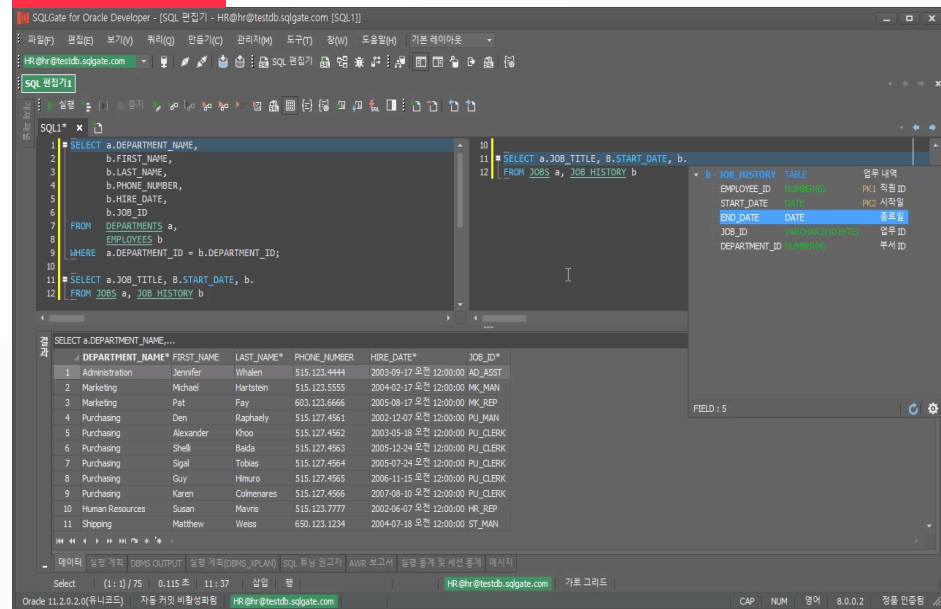 SQLGate for Oracle Developer - [SQL 편집기 - HR@hr@testdb.sqlgate.com [SQL1]]
파일(F) 편집(E) 보기(V) 쿼리(Q) 만들기(C) 관리자(M) 도구(T) 창(W) 도움말(H) 기본 레이아웃
HR@hr@testdb.sqlgate.com SQL 편집기
SQL 편집기1
실행 중지
SQL1*
1 SELECT a.DEPARTMENT_NAME,
2 b.FIRST_NAME,
3 b.LAST_NAME,
4 b.PHONE_NUMBER,
5 b.HIRE_DATE,
6 b.JOB_ID
7 FROM DEPARTMENTS a,
8 EMPLOYEES b
9 WHERE a.DEPARTMENT_ID = b.DEPARTMENT_ID;
10
11 SELECT a.JOB_TITLE, B.START_DATE, b.
12 FROM JOBS a, JOB_HISTORY b
10
11 SELECT a.JOB_TITLE, B.START_DATE, b.
12 FROM JOBS a, JOB_HISTORY b
b - JOB_HISTORY TABLE 업무 내역
EMPLOYEE_ID NUMBER(6) PK1 직원 ID
START_DATE DATE PK2 시작일
END_DATE DATE 종료일
JOB_ID VARCHAR2(10 BYTE) 업무 ID
DEPARTMENT_ID NUMBER(4) 부서 ID
FIELD : 5
결과
SELECT a.DEPARTMENT_NAME,...
DEPARTMENT_NAME* FIRST_NAME LAST_NAME* PHONE_NUMBER HIRE_DATE* JOB_ID*
1 Administration Jennifer Whalen 515.123.4444 2003-09-17 오전 12:00:00 AD_ASST
2 Marketing Michael Hartstein 515.123.5555 2004-02-17 오전 12:00:00 MK_MAN
3 Marketing Pat Fay 603.123.6666 2005-08-17 오전 12:00:00 MK_REP
4 Purchasing Den Raphaely 515.127.4561 2002-12-07 오전 12:00:00 PU_MAN
5 Purchasing Alexander Khoo 515.127.4562 2003-05-18 오전 12:00:00 PU_CLERK
6 Purchasing Shelli Baida 515.127.4563 2005-12-24 오전 12:00:00 PU_CLERK
7 Purchasing Sigal Tobias 515.127.4564 2005-07-24 오전 12:00:00 PU_CLERK
8 Purchasing Guy Himuro 515.127.4565 2006-11-15 오전 12:00:00 PU_CLERK
9 Purchasing Karen Colmenares 515.127.4566 2007-08-10 오전 12:00:00 PU_CLERK
10 Human Resources Susan Mavris 515.123.7777 2002-06-07 오전 12:00:00 HR_REP
11 Shipping Matthew Weiss 650.123.1234 2004-07-18 오전 12:00:00 ST_MAN
데이터 실행 계획 DBMS OUTPUT 실행 계획(DBMS_XPLAN) SQL 튜닝 권고자 AWR 보고서 실행 통계 및 세션 통계 메시지
Select (1 : 1) / 75 0.115 초 11 : 37 삽입 행 HR@hr@testdb.sqlgate.com 가로 그리드
Oracle 11.2.0.2.0(유니코드) 자동 커밋 비활성화됨 HR@hr@testdb.sqlgate.com CAP NUM 영어 8.0.0.2 정품 인증됨